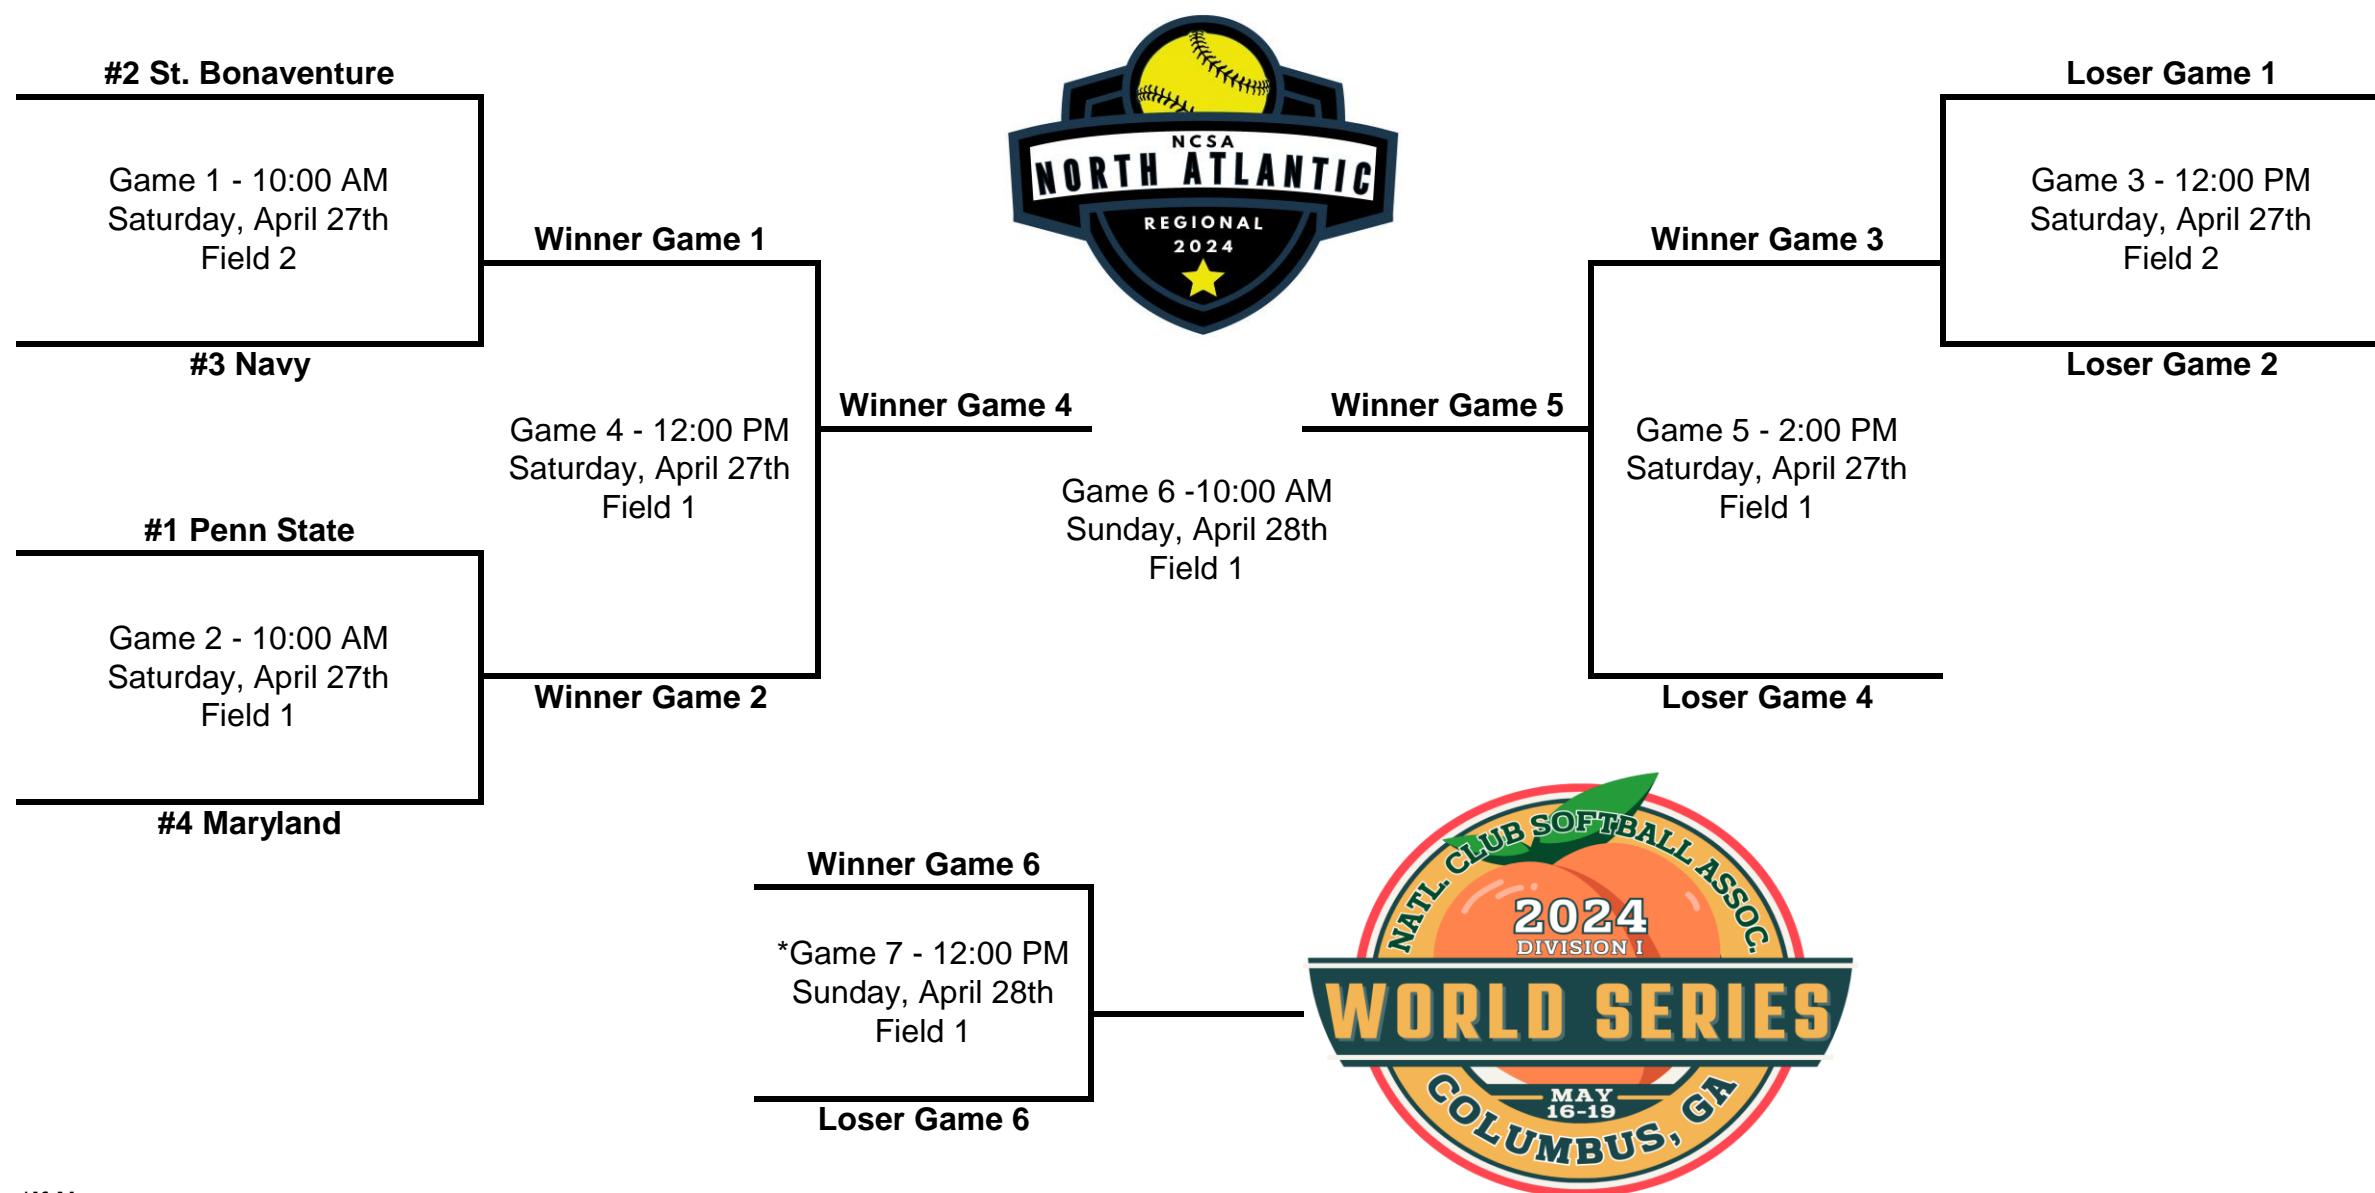 #2 St. Bonaventure
Game 1 - 10:00 AM
Saturday, April 27th
Field 2
#3 Navy
Winner Game 1
Game 4 - 12:00 PM
Saturday, April 27th
Field 1
#1 Penn State
Game 2 - 10:00 AM
Saturday, April 27th
Field 1
#4 Maryland
Winner Game 2
Winner Game 4
NCSA
NORTH ATLANTIC
REGIONAL
2024
Game 6 -10:00 AM
Sunday, April 28th
Field 1
Winner Game 5
Winner Game 3
Game 5 - 2:00 PM
Saturday, April 27th
Field 1
Loser Game 4
Loser Game 1
Game 3 - 12:00 PM
Saturday, April 27th
Field 2
Loser Game 2
Winner Game 6
*Game 7 - 12:00 PM
Sunday, April 28th
Field 1
Loser Game 6
NATL. CLUB SOFTBALL ASSOC.
2024
DIVISION I
WORLD SERIES
MAY
16-19
COLUMBUS, GA